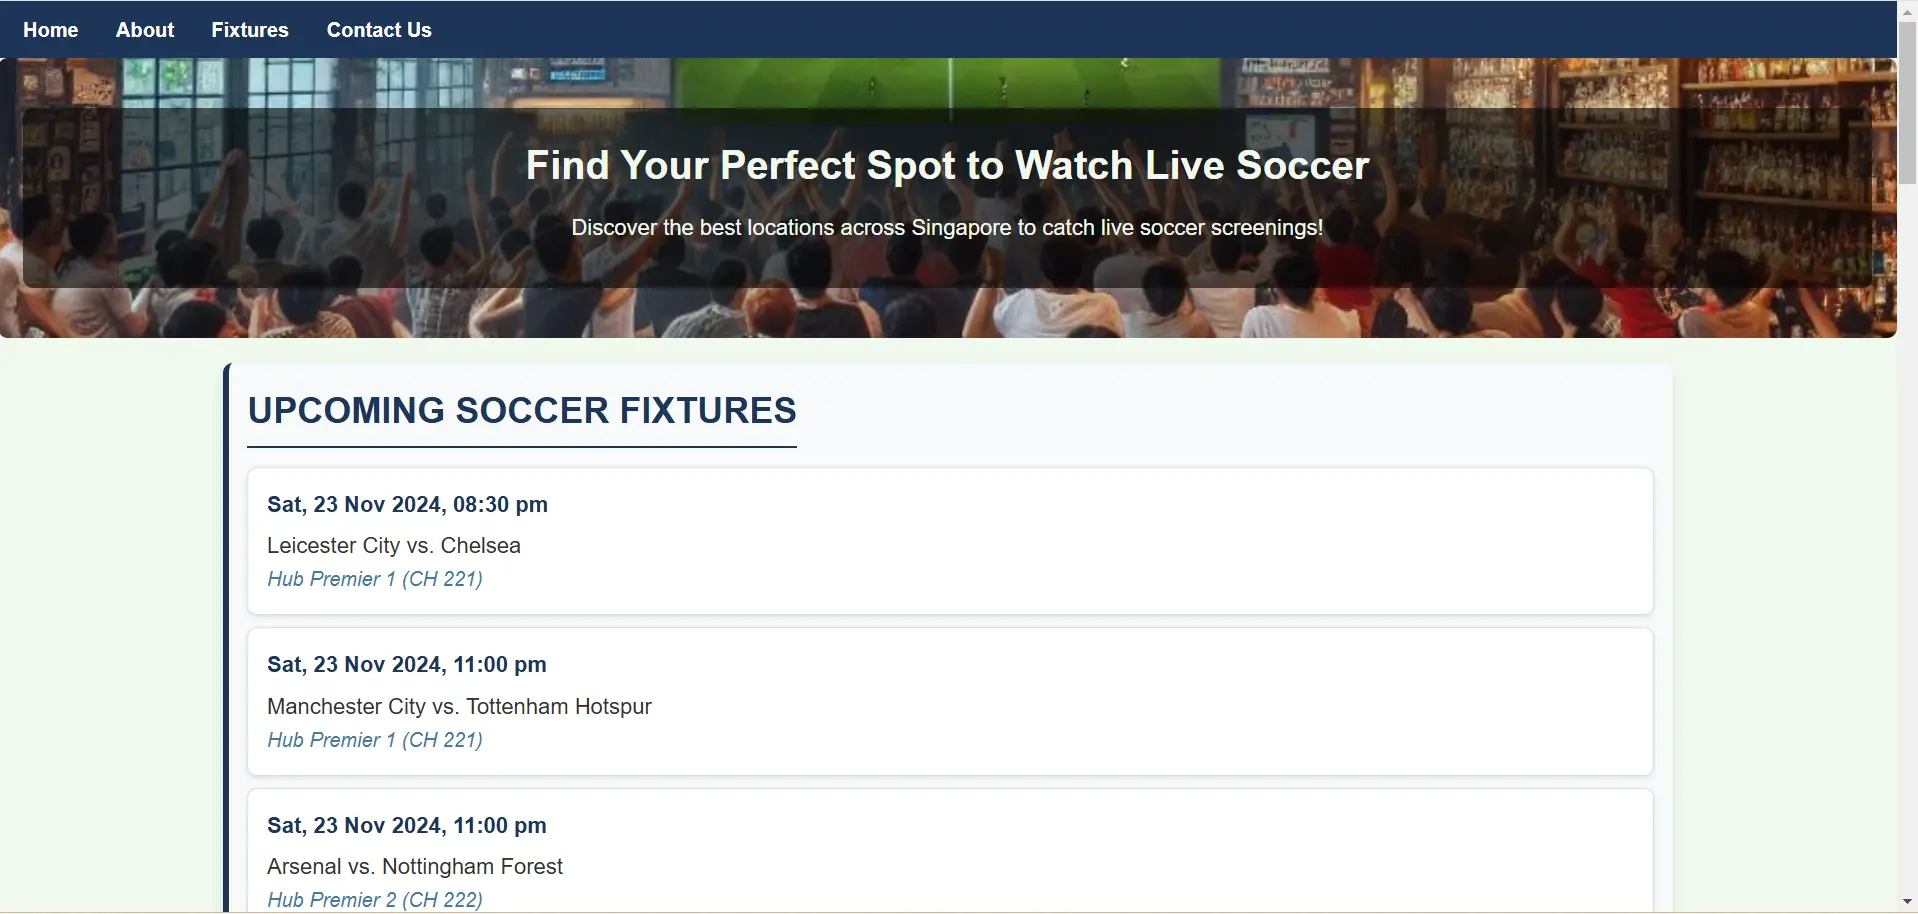 Home About Fixtures Contact Us
Find Your Perfect Spot to Watch Live Soccer
Discover the best locations across Singapore to catch live soccer screenings!
UPCOMING SOCCER FIXTURES
Sat, 23 Nov 2024, 08:30 pm
Leicester City vs. Chelsea
Hub Premier 1 (CH 221)
Sat, 23 Nov 2024, 11:00 pm
Manchester City vs. Tottenham Hotspur
Hub Premier 1 (CH 221)
Sat, 23 Nov 2024, 11:00 pm
Arsenal vs. Nottingham Forest
Hub Premier 2 (CH 222)